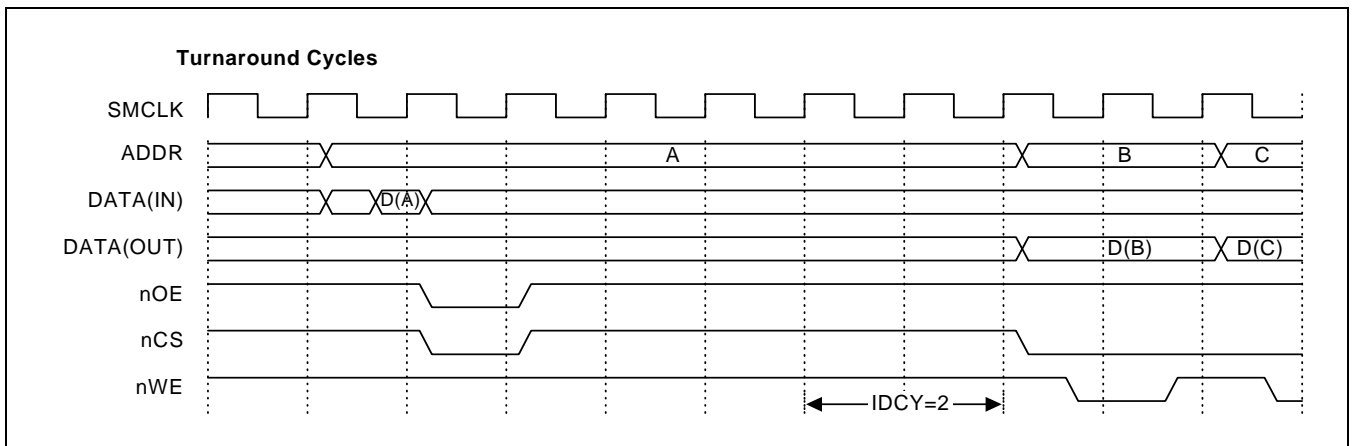 Turnaround Cycles
SMCLK
ADDR A B C
DATA(IN) D(A)
DATA(OUT) D(B) D(C)
nOE
nCS
nWE
IDCY=2